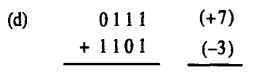 (d) 0111 (+7)
+ 1101 (–3)